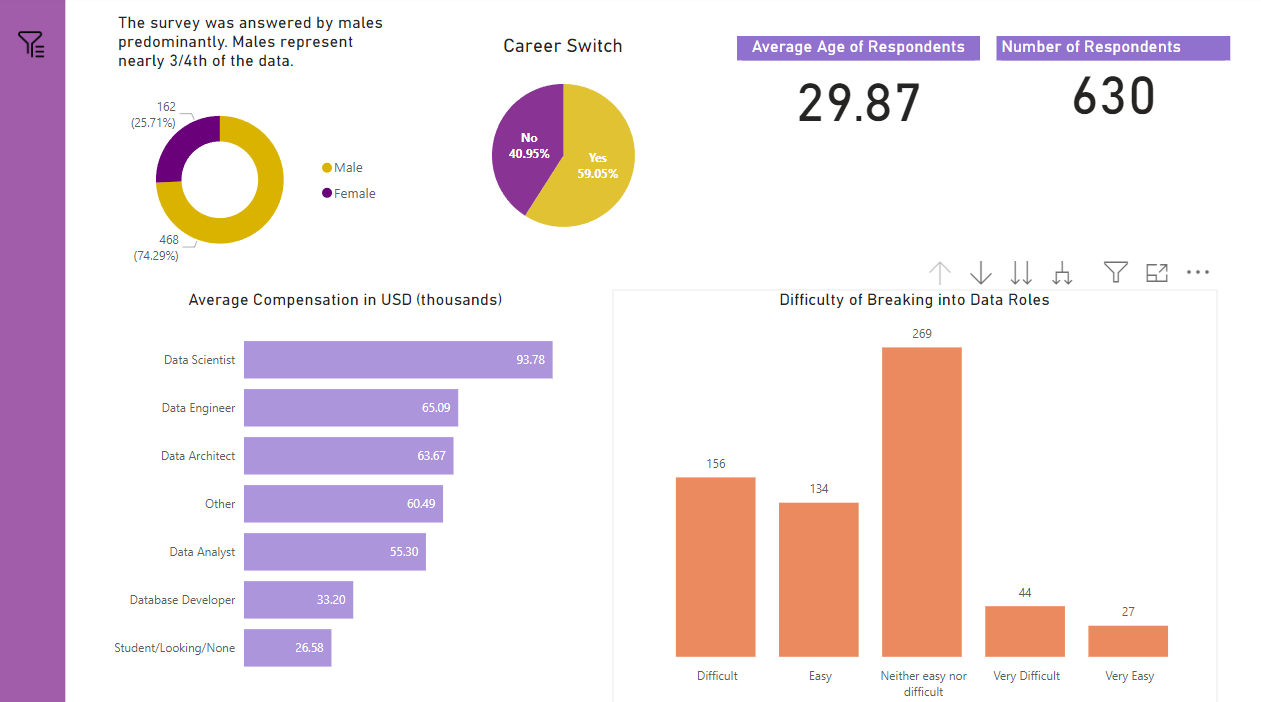 The survey was answered by males
predominantly. Males represent
nearly 3/4th of the data.
162
(25.71%)
468
(74.29%)
Male
Female
Career Switch
No
40.95%
Yes
59.05%
Average Age of Respondents
29.87
Number of Respondents
630
Average Compensation in USD (thousands)
Data Scientist
93.78
Data Engineer
65.09
Data Architect
63.67
Other
60.49
Data Analyst
55.30
Database Developer
33.20
Student/Looking/None
26.58
Difficulty of Breaking into Data Roles
156
134
269
44
27
Difficult
Easy
Neither easy nor
difficult
Very Difficult
Very Easy